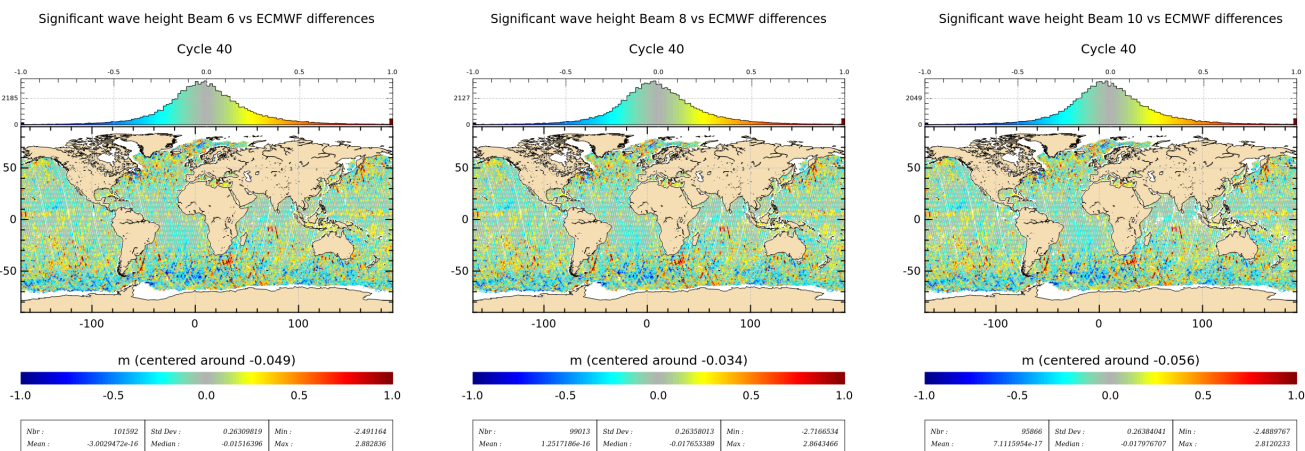 Significant wave height Beam 6 vs ECMWF differences
Cycle 40
-1.0 -0.5 0.0 0.5 1.0
2185
0
50
0
-50
-100 0 100
m (centered around -0.049)
-1.0 -0.5 0.0 0.5 1.0
Nbr : 101592 Std Dev : 0.26309819 Min : -2.491164
Mean : -3.0029472e-16 Median : -0.01516396 Max : 2.882836
Significant wave height Beam 8 vs ECMWF differences
Cycle 40
-1.0 -0.5 0.0 0.5 1.0
2127
0
50
0
-50
-100 0 100
m (centered around -0.034)
-1.0 -0.5 0.0 0.5 1.0
Nbr : 99013 Std Dev : 0.26358013 Min : -2.7166534
Mean : 1.2517186e-16 Median : -0.017653389 Max : 2.8643466
Significant wave height Beam 10 vs ECMWF differences
Cycle 40
-1.0 -0.5 0.0 0.5 1.0
2049
0
50
0
-50
-100 0 100
m (centered around -0.056)
-1.0 -0.5 0.0 0.5 1.0
Nbr : 95866 Std Dev : 0.26384041 Min : -2.4889767
Mean : 7.1115954e-17 Median : -0.017976707 Max : 2.8120233